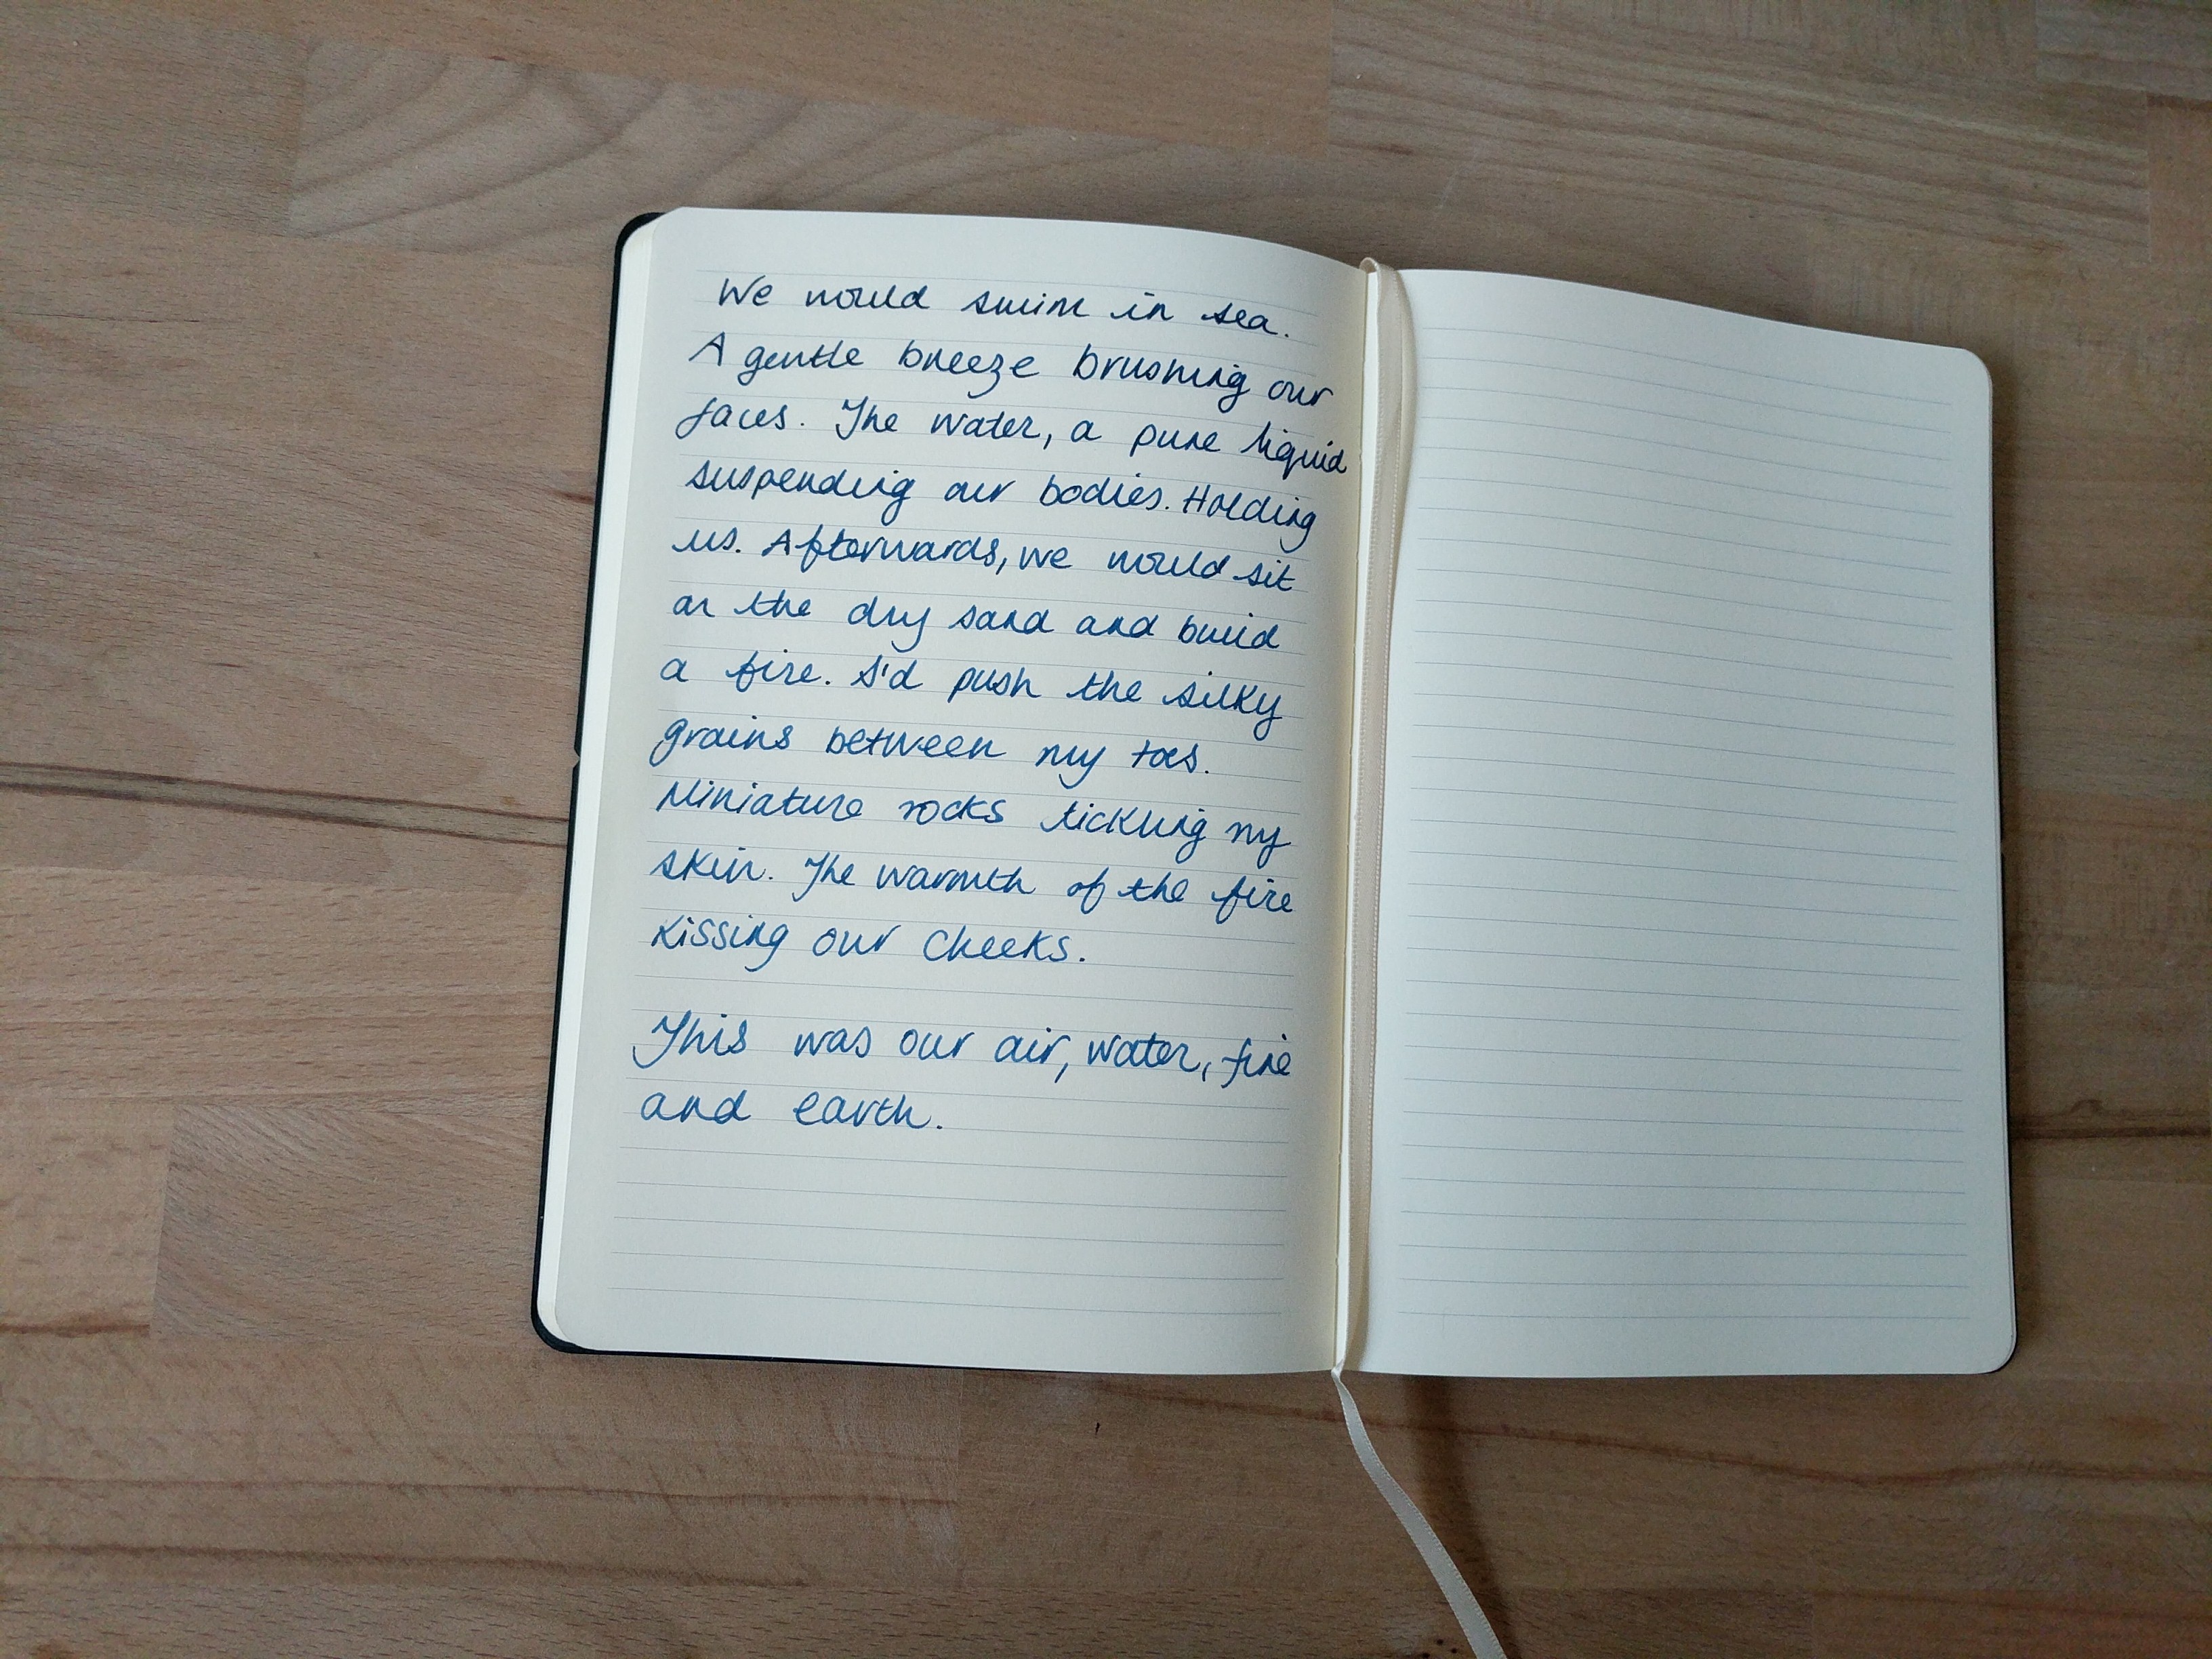 We would swim in sea.
A gentle breeze brushing our
faces. The water, a pure liquid
suspending our bodies. Holding
us. Afterwards, we would sit
on the dry sand and build
a fire. I'd push the silky
grains between my toes.
Miniature rocks tickling my
skin. The warmth of the fire
kissing our cheeks.
This was our air, water, fire
and earth.